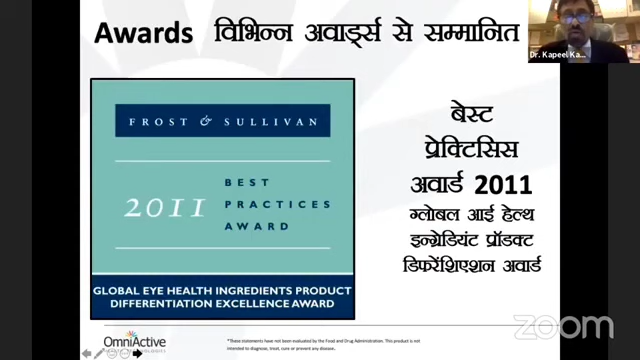 Awards विभिन्न अवार्ड्स से सम्मानित
Dr. Kapeel Ka...
FROST & SULLIVAN
2011
BEST
PRACTICES
AWARD
GLOBAL EYE HEALTH INGREDIENTS PRODUCT
DIFFERENTIATION EXCELLENCE AWARD
बेस्ट
प्रेक्टिसिस
अवार्ड 2011
ग्लोबल आई हेल्थ
इन्ग्रेडियंट प्रॉडक्ट
डिफरेंशिएशन अवार्ड
OmniActive
*These statements have not been evaluated by the Food and Drug Administration. This product is not
intended to diagnose, treat, cure or prevent any disease.
zoom